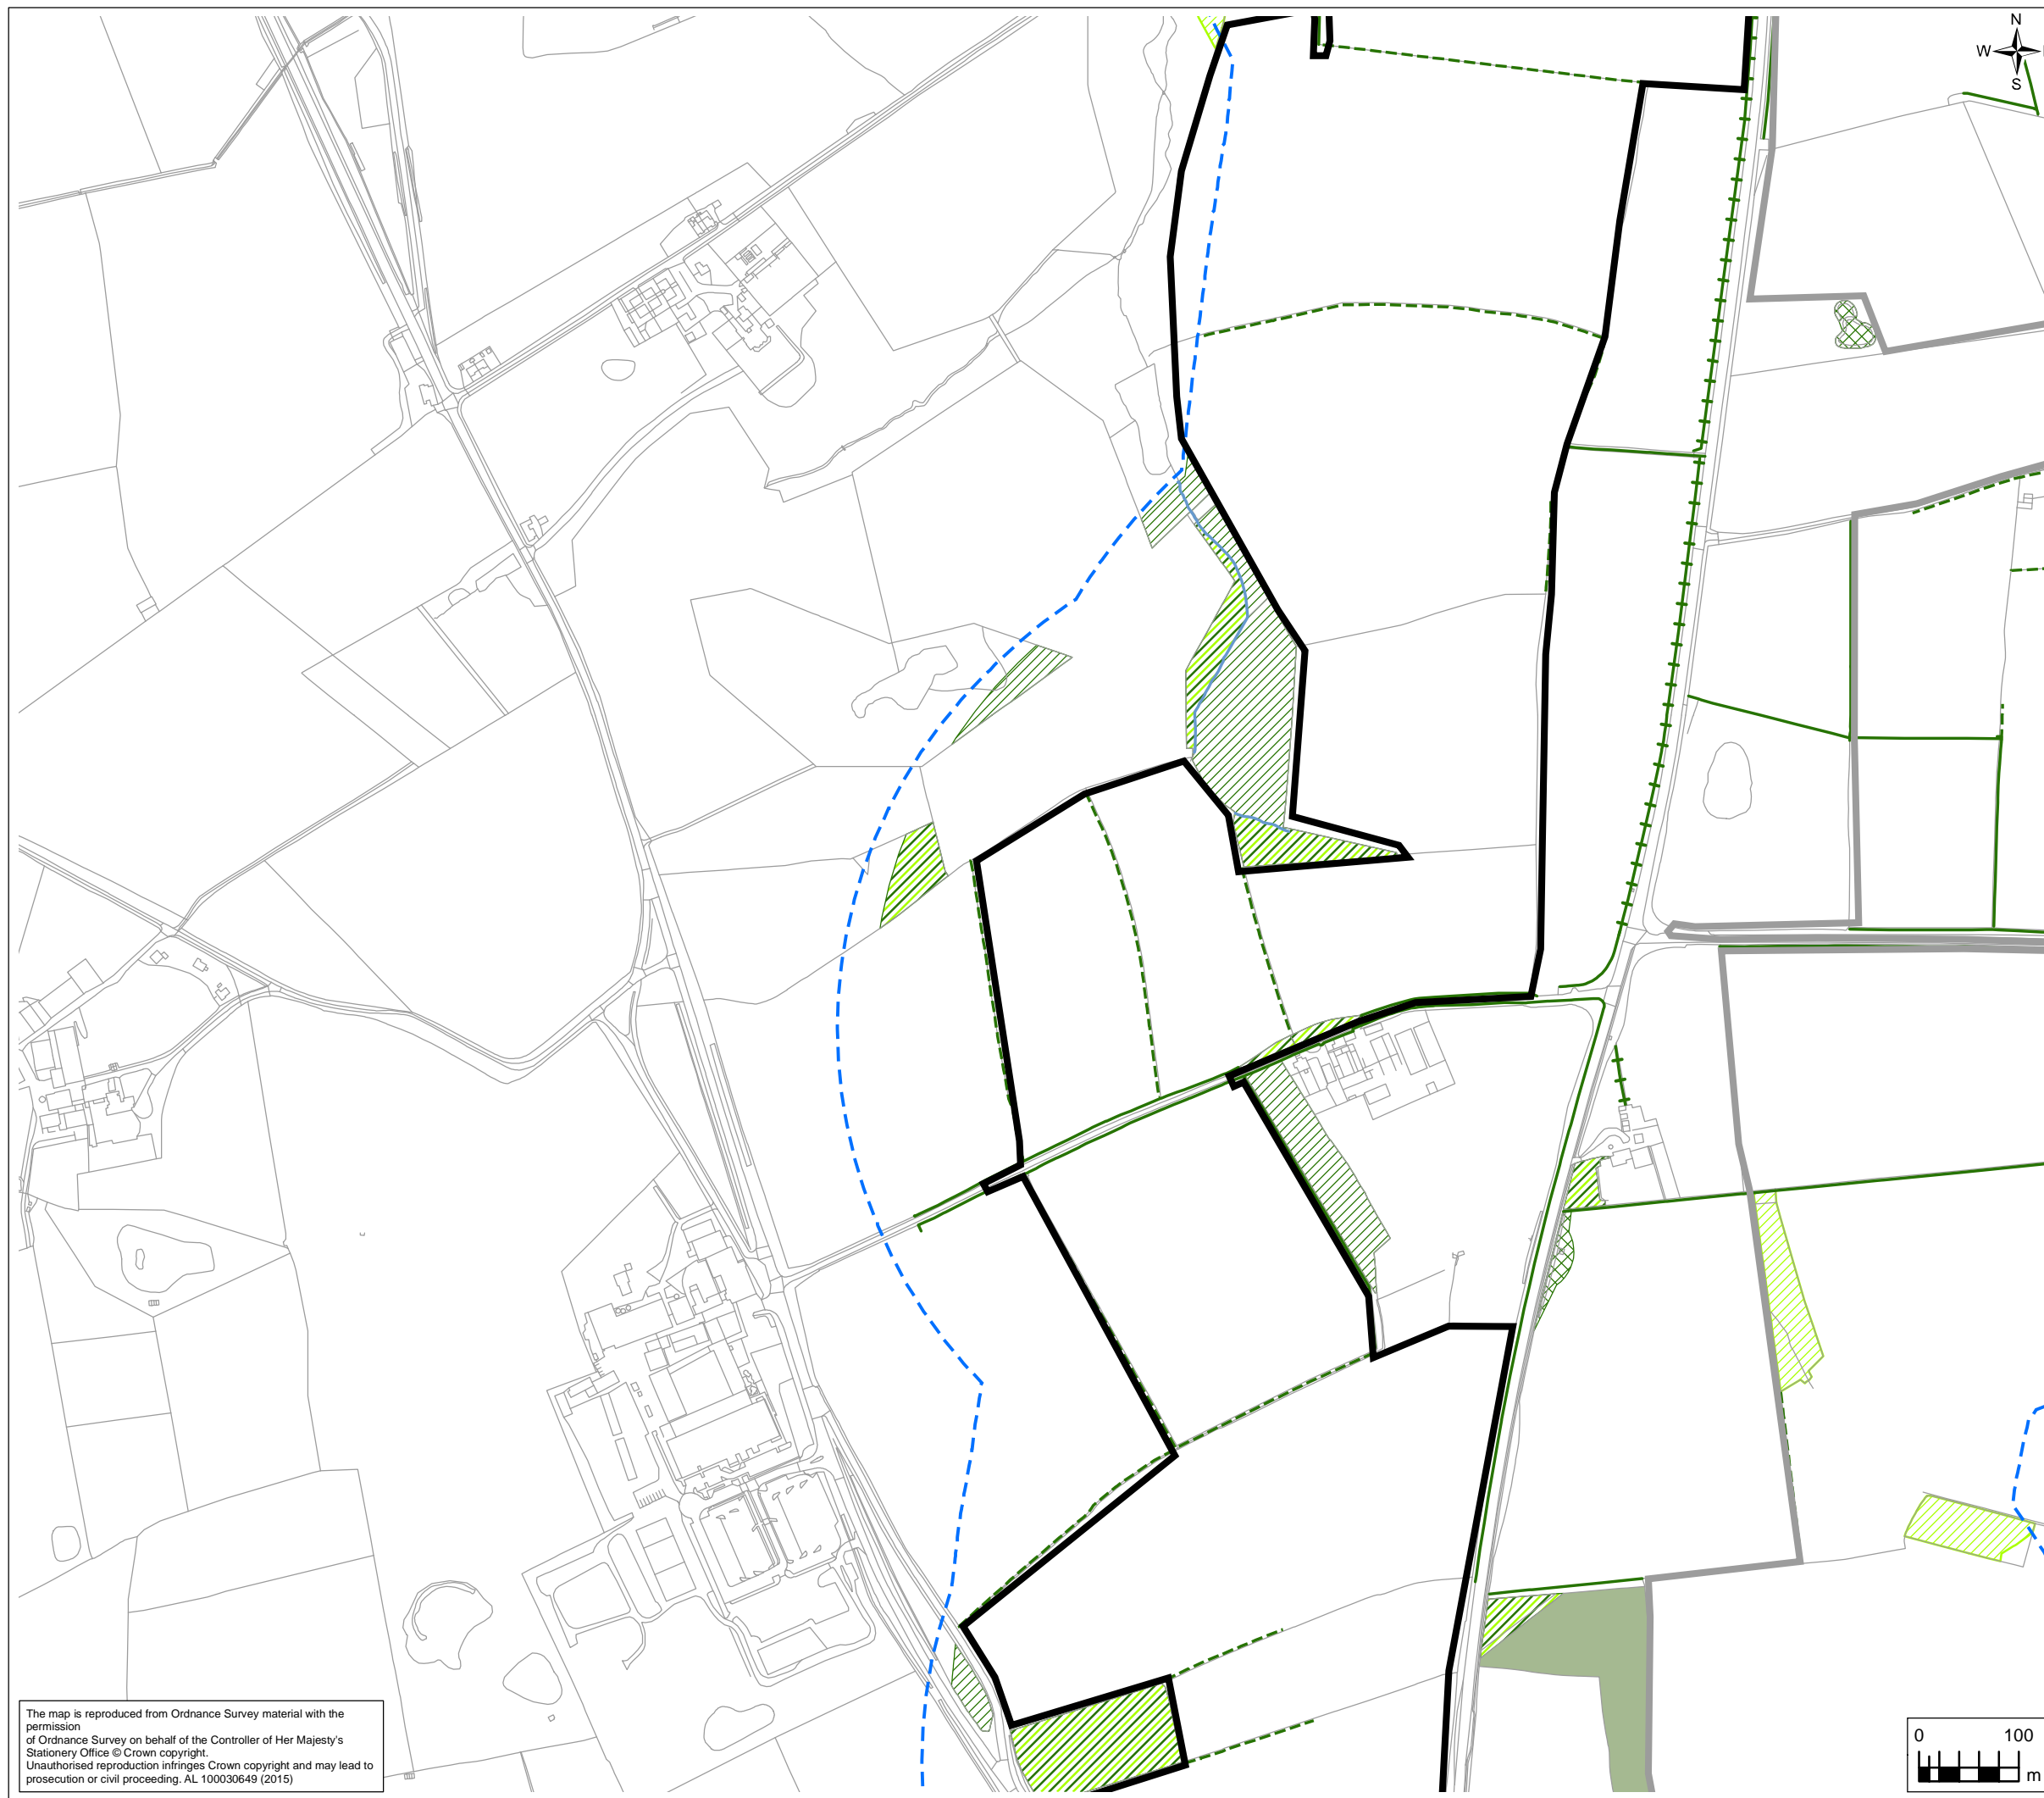 N
W
S
The map is reproduced from Ordnance Survey material with the
permission
of Ordnance Survey on behalf of the Controller of Her Majesty's
Stationery Office © Crown copyright.
Unauthorised reproduction infringes Crown copyright and may lead to
prosecution or civil proceeding. AL 100030649 (2015)
0 100
m